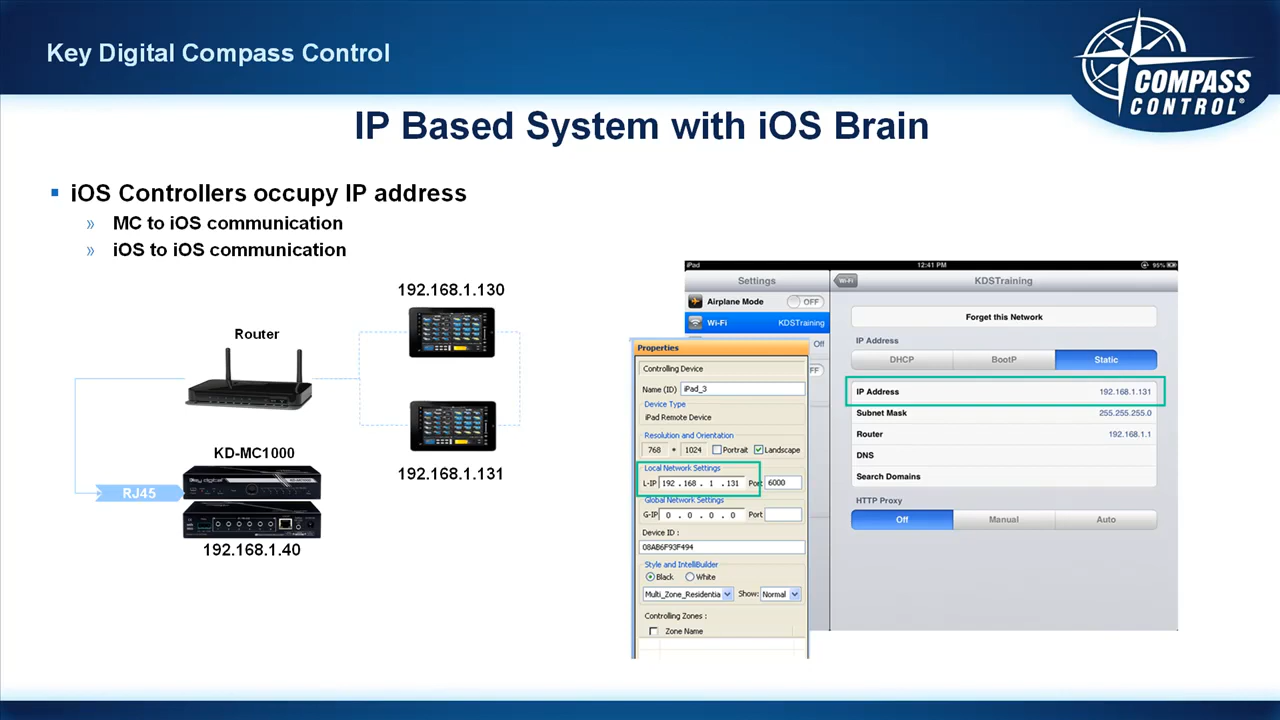 Key Digital Compass Control
COMPASS
CONTROL®
IP Based System with iOS Brain
iOS Controllers occupy IP address
» MC to iOS communication
» iOS to iOS communication
192.168.1.130
Router
192.168.1.131
KD-MC1000
RJ45
192.168.1.40
iPad
12:41 PM
95%
Settings
Airplane Mode
OFF
Wi-Fi
KDSTraining
Off
FF
Wi-Fi
KDSTraining
Forget this Network
IP Address
DHCP
BootP
Static
IP Address
192.168.1.131
Subnet Mask
255.255.255.0
Router
192.168.1.1
DNS
Search Domains
HTTP Proxy
Off
Manual
Auto
Properties
Controlling Device
Name (ID) iPad_3
Device Type
iPad Remote Device
Resolution and Orientation
768 * 1024 Portrait Landscape
Local Network Settings
L-IP 192 . 168 . 1 . 131 Port 6000
Global Network Settings
G-IP 0 . 0 . 0 . 0 Port
Device ID :
08AB6F93F494
Style and IntelliBuilder
Black White
Multi_Zone_Residentia Show: Normal
Controlling Zones :
Zone Name